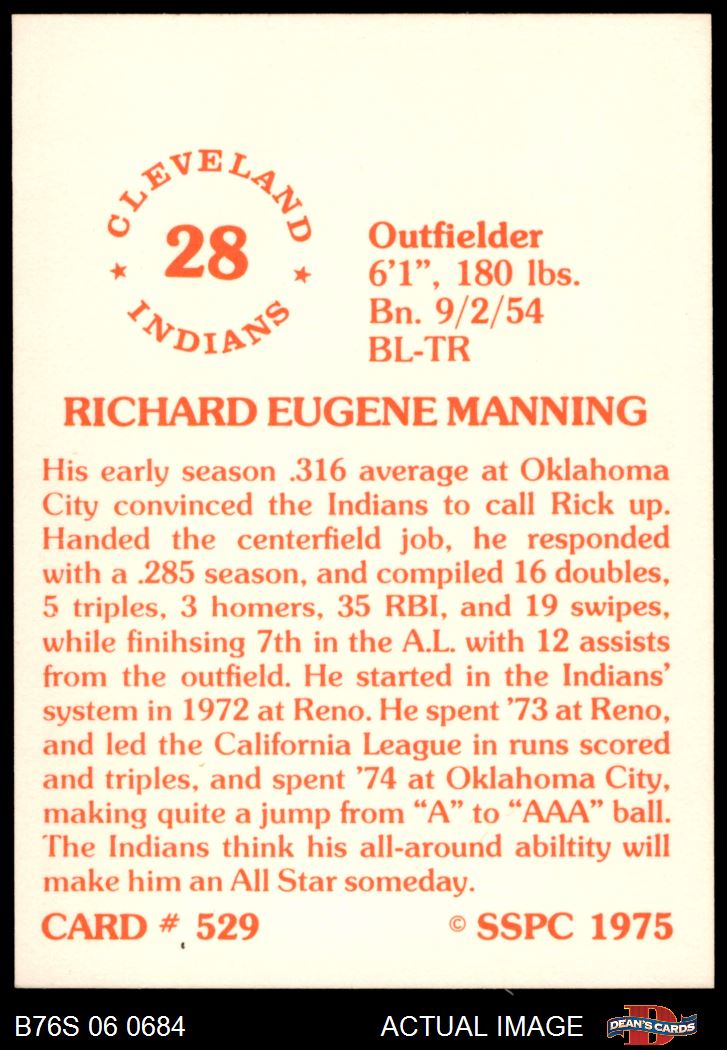 CLEVELAND
28
INDIANS
Outfielder
6'1", 180 lbs.
Bn. 9/2/54
BL-TR
RICHARD EUGENE MANNING
His early season .316 average at Oklahoma
City convinced the Indians to call Rick up.
Handed the centerfield job, he responded
with a .285 season, and compiled 16 doubles,
5 triples, 3 homers, 35 RBI, and 19 swipes,
while finihsing 7th in the A.L. with 12 assists
from the outfield. He started in the Indians'
system in 1972 at Reno. He spent '73 at Reno,
and led the California League in runs scored
and triples, and spent '74 at Oklahoma City,
making quite a jump from "A" to "AAA" ball.
The Indians think his all-around abiltity will
make him an All Star someday.
CARD # 529 © SSPC 1975
B76S 06 0684 ACTUAL IMAGE D DEAN'S CARDS